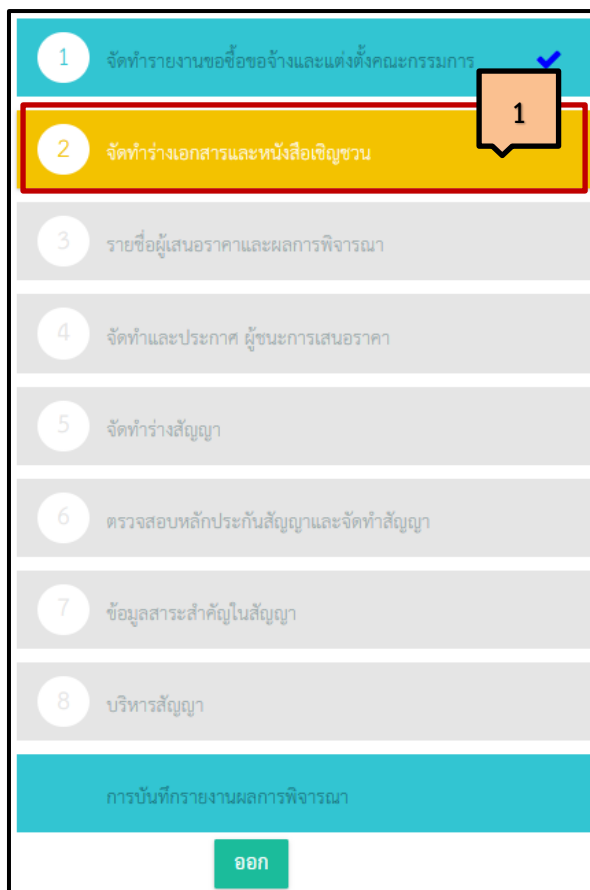 1 จัดทำรายงานขอซื้อขอจ้างและแต่งตั้งคณะกรรมการ
1
2 จัดทำร่างเอกสารและหนังสือเชิญชวน
3 รายชื่อผู้เสนอราคาและผลการพิจารณา
4 จัดทำและประกาศ ผู้ชนะการเสนอราคา
5 จัดทำร่างสัญญา
6 ตรวจสอบหลักประกันสัญญาและจัดทำสัญญา
7 ข้อมูลสาระสำคัญในสัญญา
8 บริหารสัญญา
การบันทึกรายงานผลการพิจารณา
ออก